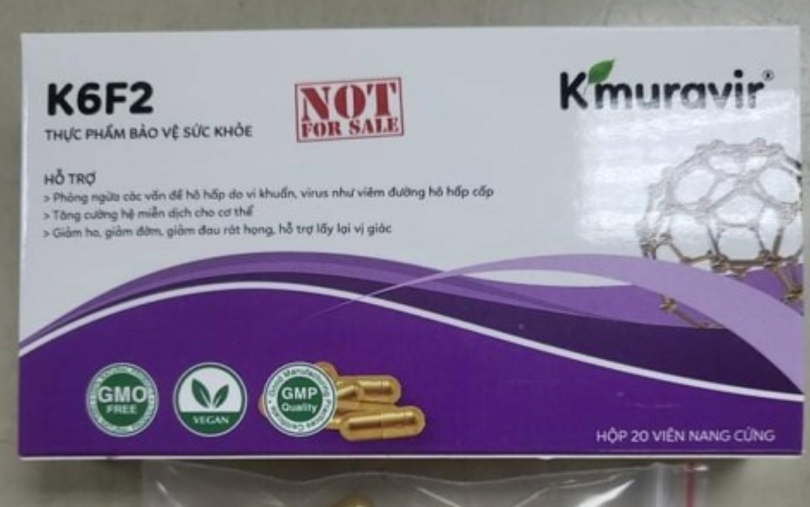 K6F2
THỰC PHẨM BẢO VỆ SỨC KHỎE
NOT
FOR SALE
K'muravir®
HỖ TRỢ
> Phòng ngừa các vấn đề hô hấp do vi khuẩn, virus như viêm đường hô hấp cấp
> Tăng cường hệ miễn dịch cho cơ thể
> Giảm ho, giảm đờm, giảm đau rát họng, hỗ trợ lấy lại vị giác
GMO
FREE
VEGAN
GMP
Quality
HỘP 20 VIÊN NANG CỨNG